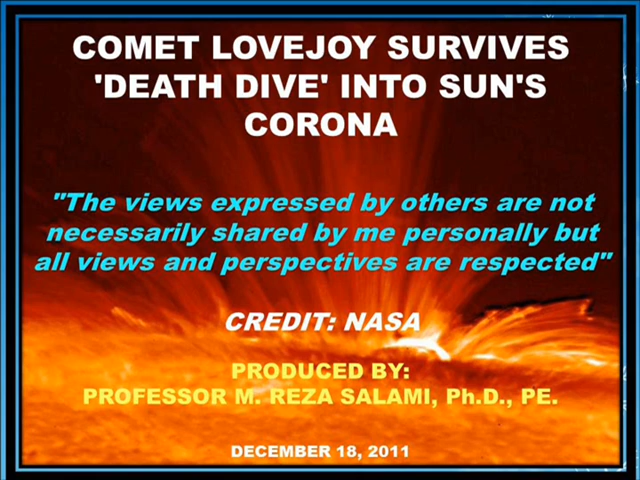 COMET LOVEJOY SURVIVES
'DEATH DIVE' INTO SUN'S
CORONA
"The views expressed by others are not
necessarily shared by me personally but
all views and perspectives are respected"
CREDIT: NASA
PRODUCED BY:
PROFESSOR M. REZA SALAMI, Ph.D., PE.
DECEMBER 18, 2011